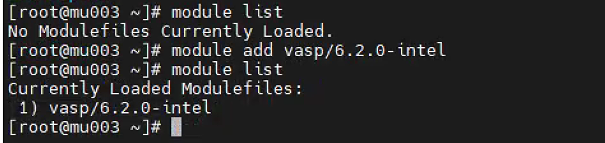 [root@mu003 ~]# module list
No Modulefiles Currently Loaded.
[root@mu003 ~]# module add vasp/6.2.0-intel
[root@mu003 ~]# module list
Currently Loaded Modulefiles:
 1) vasp/6.2.0-intel
[root@mu003 ~]#